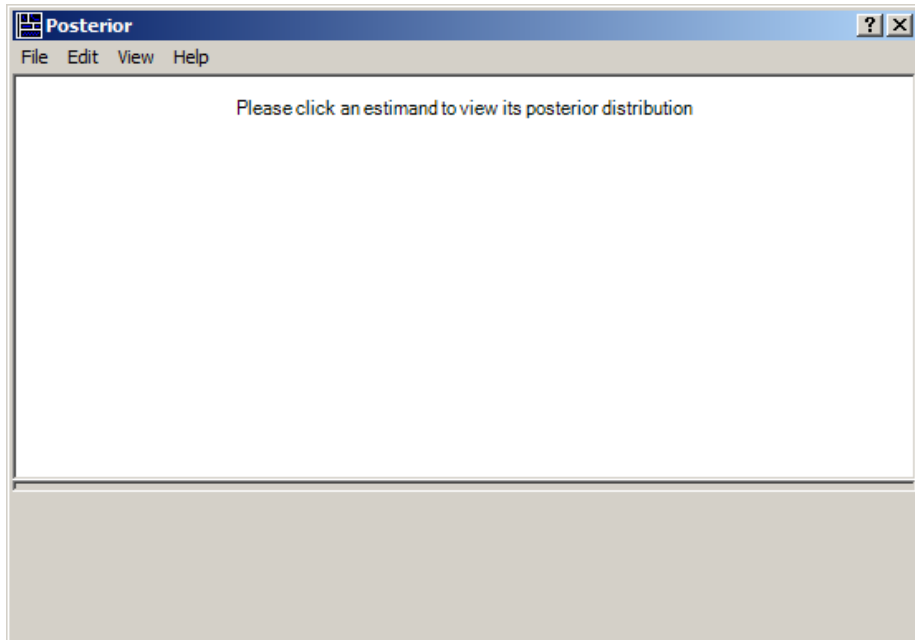 Posterior
File Edit View Help
Please click an estimand to view its posterior distribution